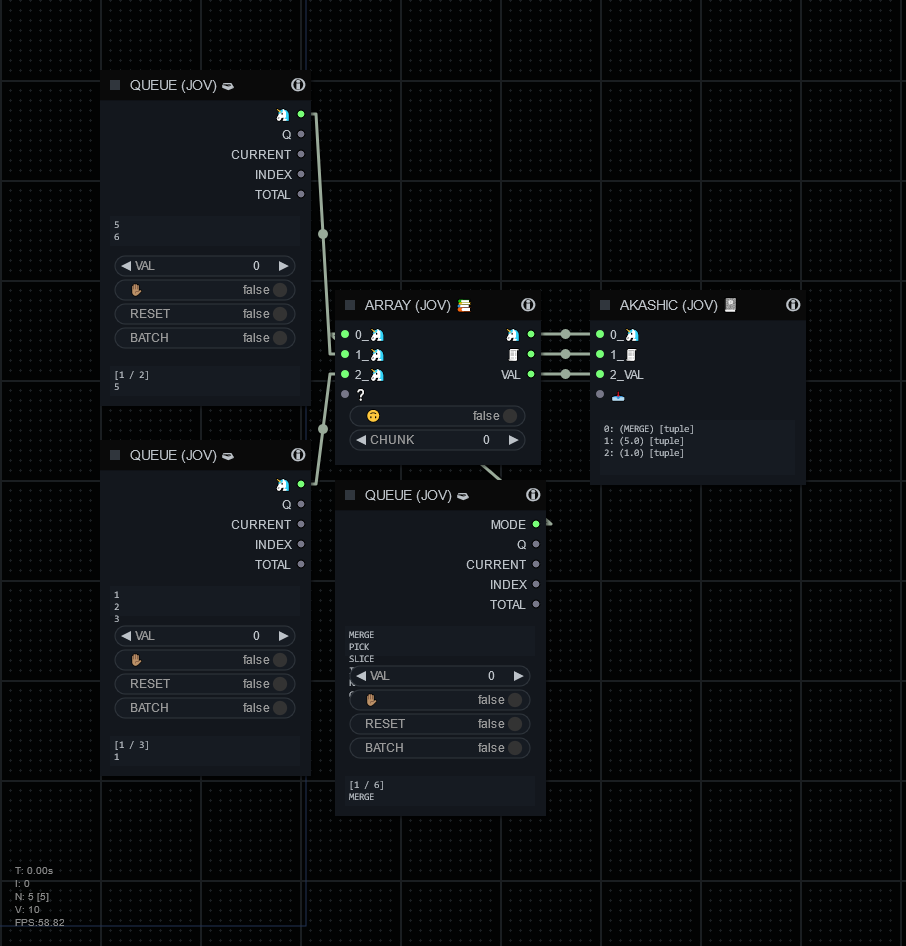 QUEUE (JOV)
Q
CURRENT
INDEX
TOTAL
5
6
VAL 0
false
RESET false
BATCH false
[1 / 2]
5
QUEUE (JOV)
Q
CURRENT
INDEX
TOTAL
1
2
3
VAL 0
false
RESET false
BATCH false
[1 / 3]
1
ARRAY (JOV)
0_
1_
2_ VAL
?
false
CHUNK 0
QUEUE (JOV)
MODE
Q
CURRENT
INDEX
TOTAL
MERGE
PICK
SLICE
VAL 0
false
RESET false
BATCH false
[1 / 6]
MERGE
AKASHIC (JOV)
0_
1_
2_VAL
0: (MERGE) [tuple]
1: (5.0) [tuple]
2: (1.0) [tuple]
T: 0.00s
I: 0
N: 5 [5]
V: 10
FPS:58.82